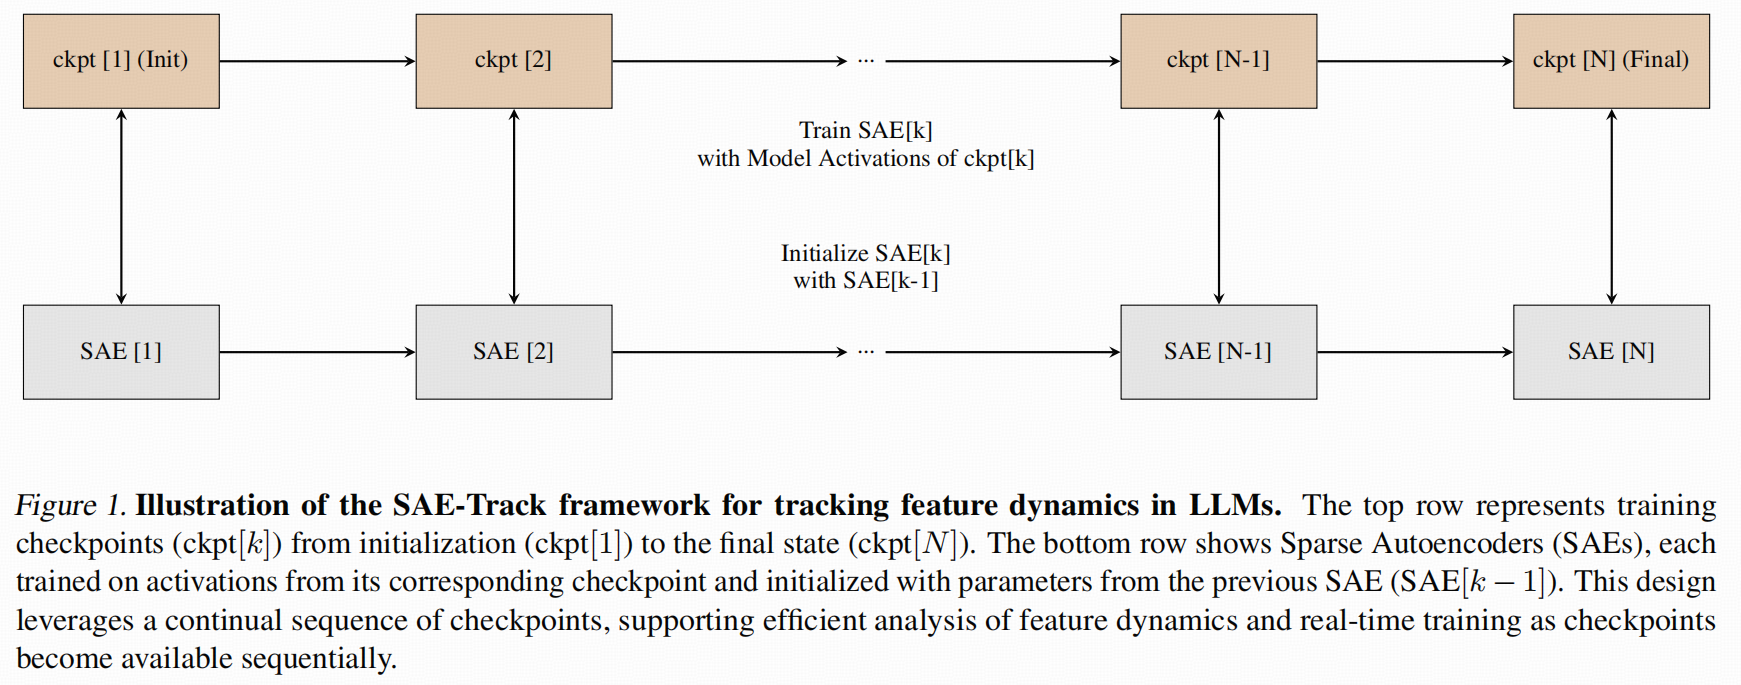 ckpt [1] (Init)
ckpt [2]
...
ckpt [N-1]
ckpt [N] (Final)
Train SAE[k]
with Model Activations of ckpt[k]
Initialize SAE[k]
with SAE[k-1]
SAE [1]
SAE [2]
...
SAE [N-1]
SAE [N]
Figure 1. Illustration of the SAE-Track framework for tracking feature dynamics in LLMs. The top row represents training
checkpoints (ckpt[k]) from initialization (ckpt[1]) to the final state (ckpt[N]). The bottom row shows Sparse Autoencoders (SAEs), each
trained on activations from its corresponding checkpoint and initialized with parameters from the previous SAE (SAE[k − 1]). This design
leverages a continual sequence of checkpoints, supporting efficient analysis of feature dynamics and real-time training as checkpoints
become available sequentially.